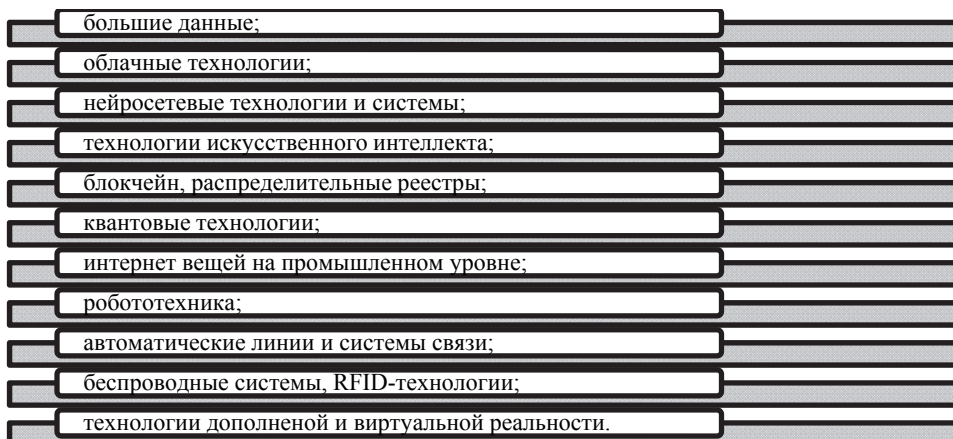 большие данные;
облачные технологии;
нейросетевые технологии и системы;
технологии искусственного интеллекта;
блокчейн, распределительные реестры;
квантовые технологии;
интернет вещей на промышленном уровне;
робототехника;
автоматические линии и системы связи;
беспроводные системы, RFID-технологии;
технологии дополненой и виртуальной реальности.